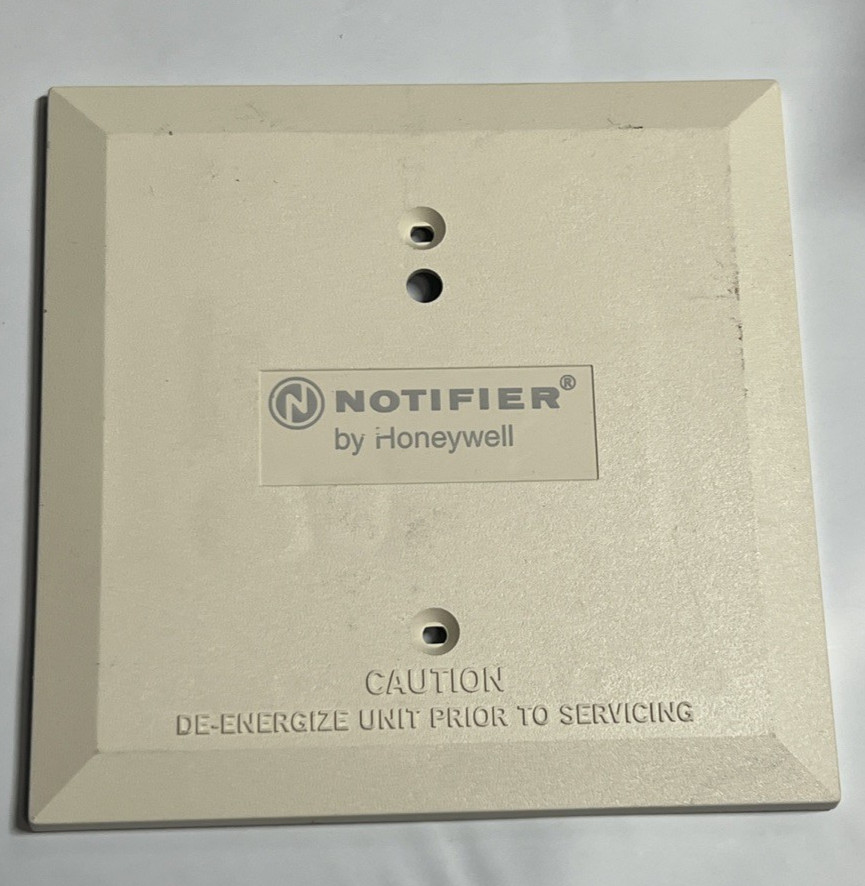 NOTIFIER®
by Honeywell
CAUTION
DE-ENERGIZE UNIT PRIOR TO SERVICING